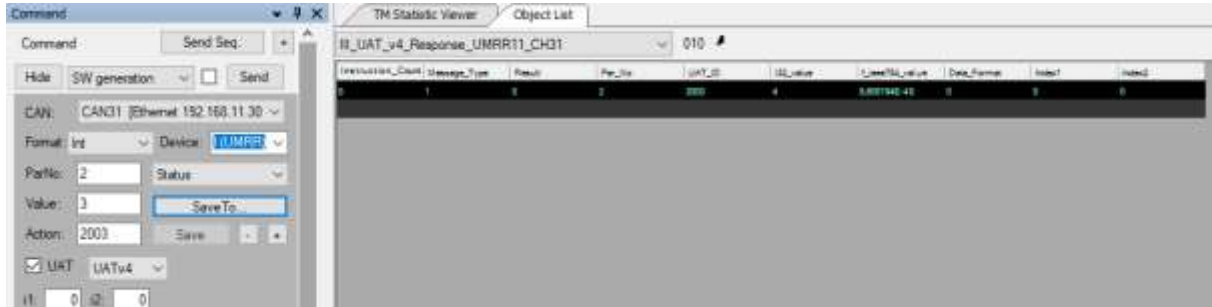 Command
Command Send Seq. +
Hide SW generation Send
CAN: CAN31 [Ethernet 192.168.11.30
Format: Int Device: (UMRR)
ParNo: 2 Status
Value: 3 SaveTo...
Action: 2003 Save - +
UAT UATv4
i1: 0 i2: 0
TM Statistic Viewer Object List
III_UAT_v4_Response_UMRR11_CH31 010
Instruction_Count Message_Type Result Par_No UAT_ID Data_Format Index1 Index2
0 1 2 4 0 0 0